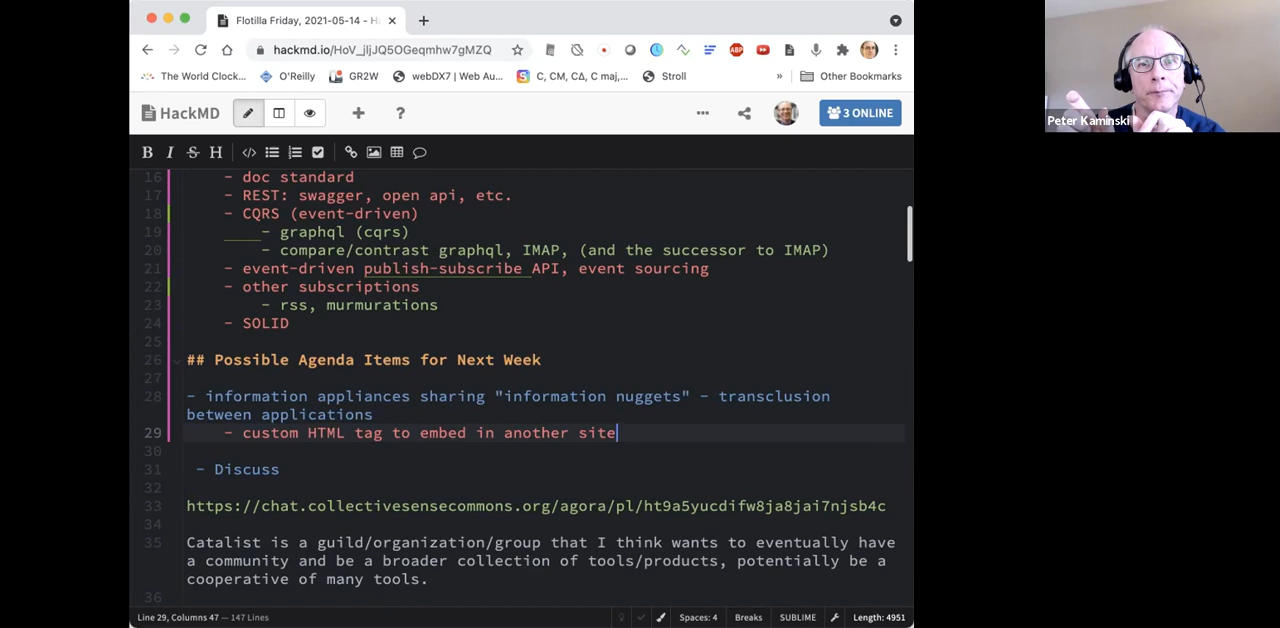 Flotilla Friday, 2021-05-14 - H
hackmd.io/HoV_jljJQ5OGeqmhw7gMZQ
ABP
The World Clock...
O'Reilly
GR2W
webDX7 | Web Au...
C, CM, CΔ, C maj,...
Stroll
»
Other Bookmarks
HackMD
3 ONLINE
B I S H
16 - doc standard
17 - REST: swagger, open api, etc.
18 - CQRS (event-driven)
19 ____- graphql (cqrs)
20 - compare/contrast graphql, IMAP, (and the successor to IMAP)
21 - event-driven publish-subscribe API, event sourcing
22 - other subscriptions
23 - rss, murmurations
24 - SOLID
25
26 ## Possible Agenda Items for Next Week
27
28 - information appliances sharing "information nuggets" - transclusion
between applications
29 - custom HTML tag to embed in another site
30
31 - Discuss
32
33 https://chat.collectivesensecommons.org/agora/pl/ht9a5yucdifw8ja8jai7njsb4c
34
35 Catalist is a guild/organization/group that I think wants to eventually have
a community and be a broader collection of tools/products, potentially be a
cooperative of many tools.
36
Line 29, Columns 47 — 147 Lines
Spaces: 4
Breaks
SUBLIME
Length: 4951
Peter Kaminski